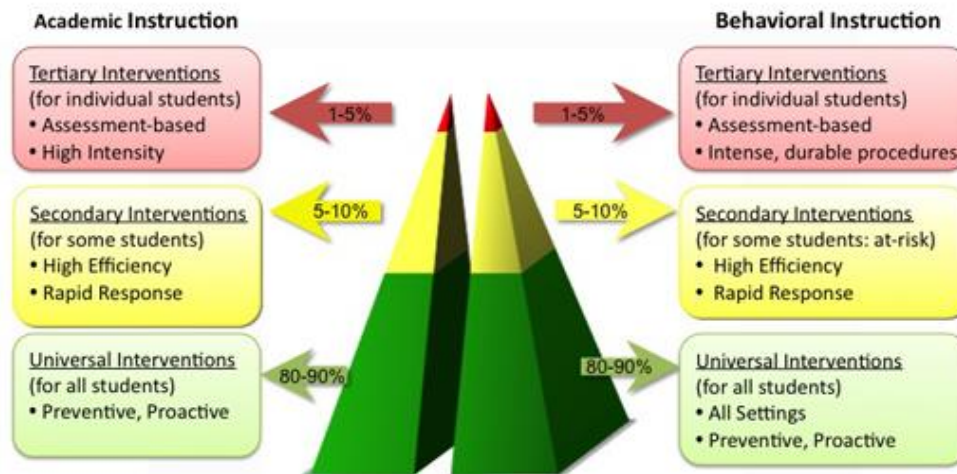 Academic Instruction
Tertiary Interventions
(for individual students)
• Assessment-based
• High Intensity
1-5%
Secondary Interventions
(for some students)
• High Efficiency
• Rapid Response
5-10%
Universal Interventions
(for all students)
• Preventive, Proactive
80-90%
Behavioral Instruction
1-5%
Tertiary Interventions
(for individual students)
• Assessment-based
• Intense, durable procedures
5-10%
Secondary Interventions
(for some students: at-risk)
• High Efficiency
• Rapid Response
80-90%
Universal Interventions
(for all students)
• All Settings
• Preventive, Proactive